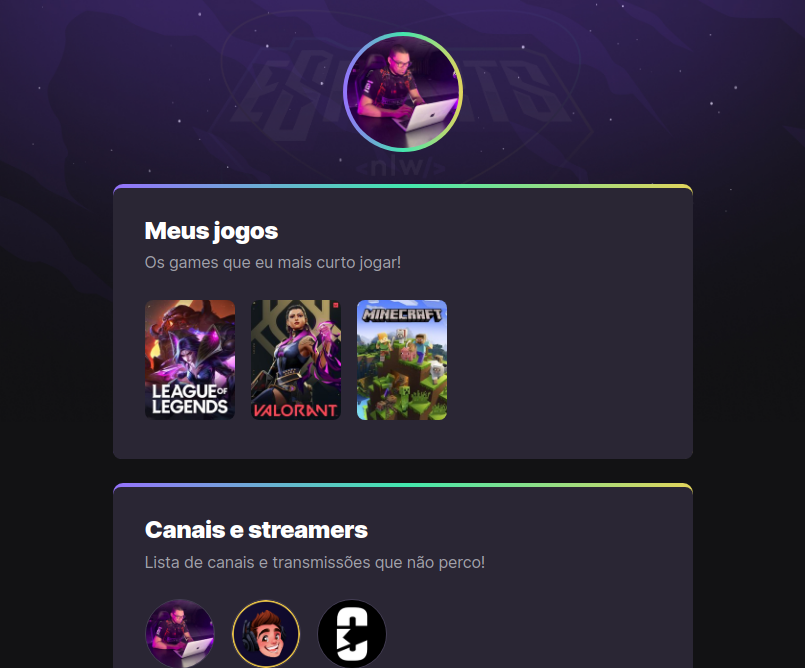 ESPORTS
<nlw/>
Meus jogos
Os games que eu mais curto jogar!
LEAGUE OF
LEGENDS
VALORANT
MINECRAFT
Canais e streamers
Lista de canais e transmissões que não perco!